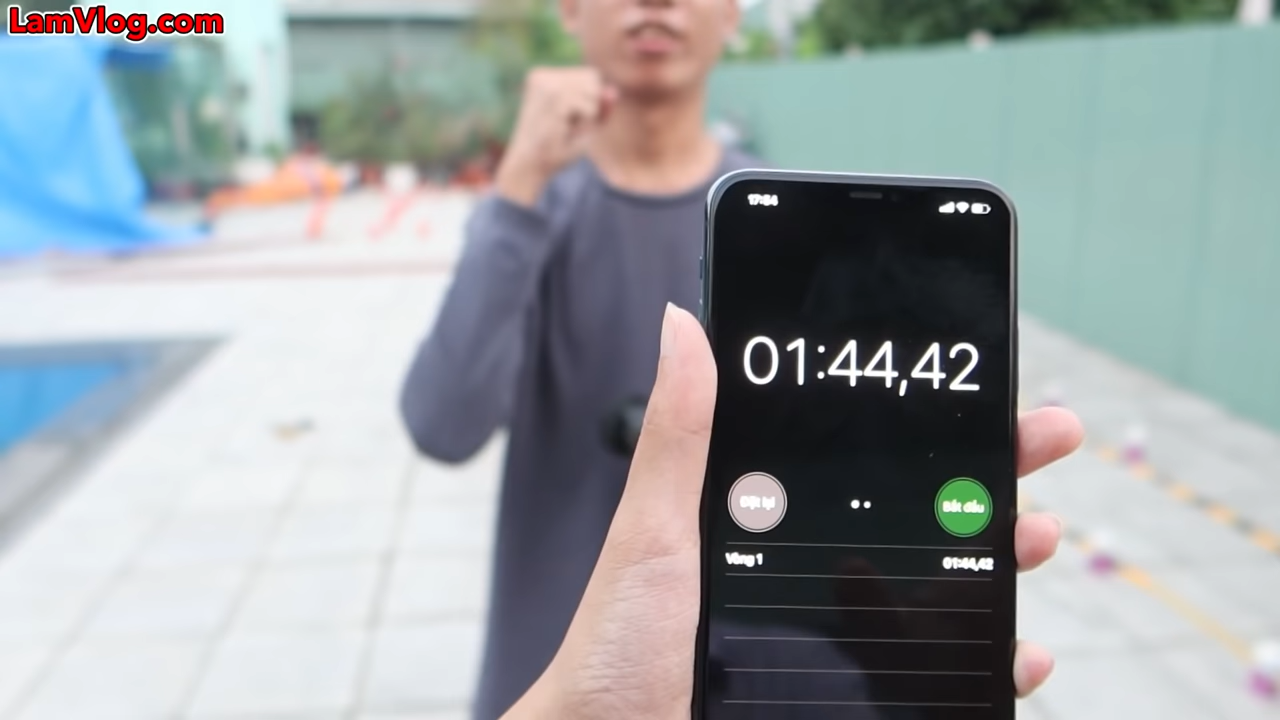 LamVlog.com
17:54
01:44,42
Đặt lại
Bắt đầu
Vòng 1
01:44,42